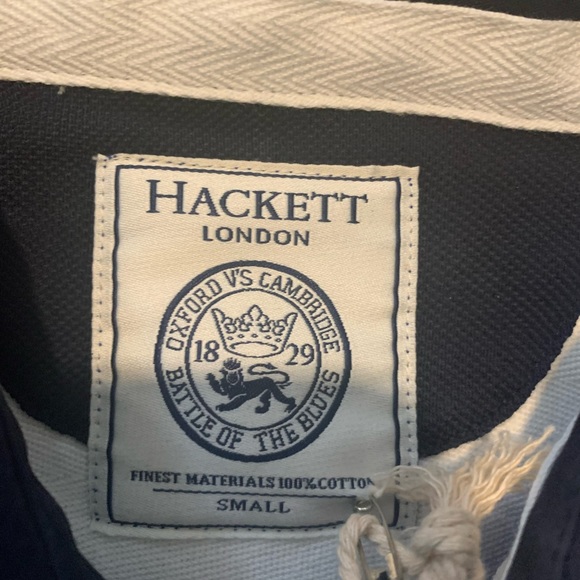 HACKETT
LONDON
OXFORD V'S CAMBRIDGE
18 29
BATTLE OF THE BLUES
FINEST MATERIALS 100% COTTON
SMALL